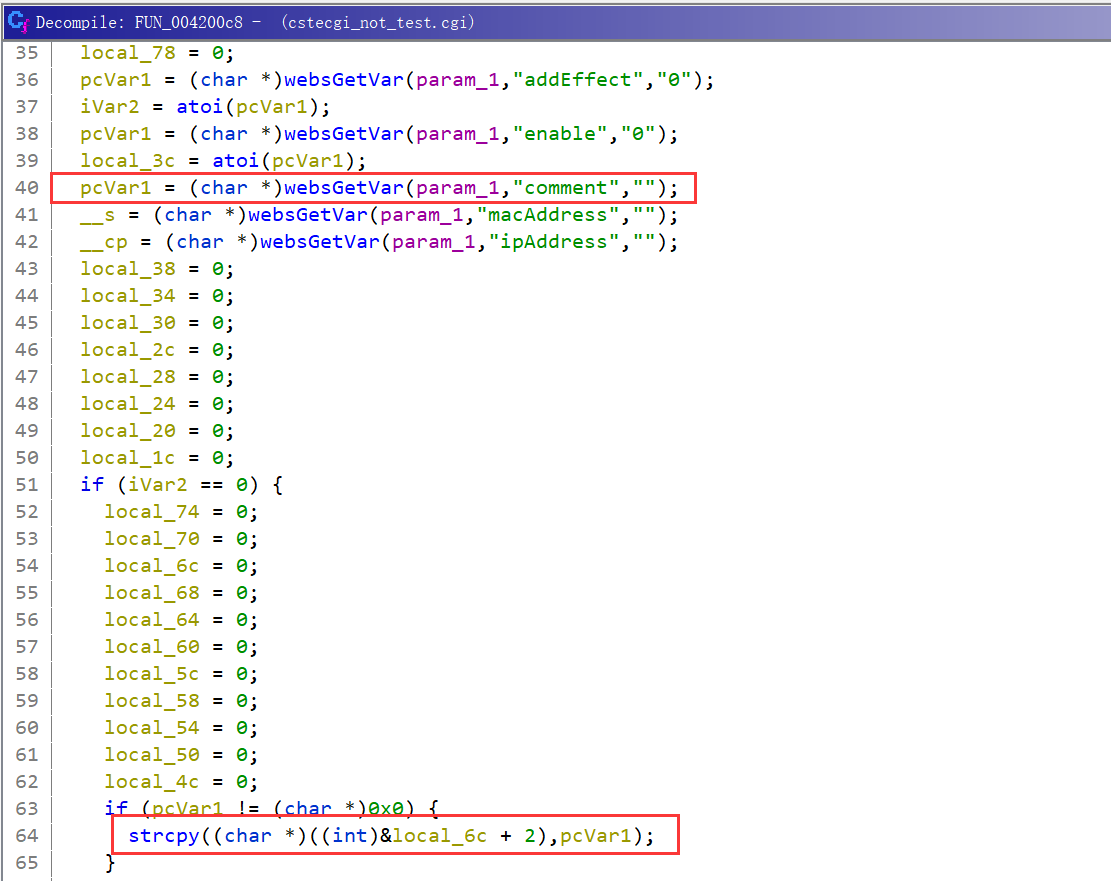 Decompile: FUN_004200c8 - (cstecgi_not_test.cgi)
35 local_78 = 0;
36 pcVar1 = (char *)websGetVar(param_1,"addEffect","0");
37 iVar2 = atoi(pcVar1);
38 pcVar1 = (char *)websGetVar(param_1,"enable","0");
39 local_3c = atoi(pcVar1);
40 pcVar1 = (char *)websGetVar(param_1,"comment","");
41 __s = (char *)websGetVar(param_1,"macAddress","");
42 __cp = (char *)websGetVar(param_1,"ipAddress","");
43 local_38 = 0;
44 local_34 = 0;
45 local_30 = 0;
46 local_2c = 0;
47 local_28 = 0;
48 local_24 = 0;
49 local_20 = 0;
50 local_1c = 0;
51 if (iVar2 == 0) {
52 local_74 = 0;
53 local_70 = 0;
54 local_6c = 0;
55 local_68 = 0;
56 local_64 = 0;
57 local_60 = 0;
58 local_5c = 0;
59 local_58 = 0;
60 local_54 = 0;
61 local_50 = 0;
62 local_4c = 0;
63 if (pcVar1 != (char *)0x0) {
64 strcpy((char *)((int)&local_6c + 2),pcVar1);
65 }